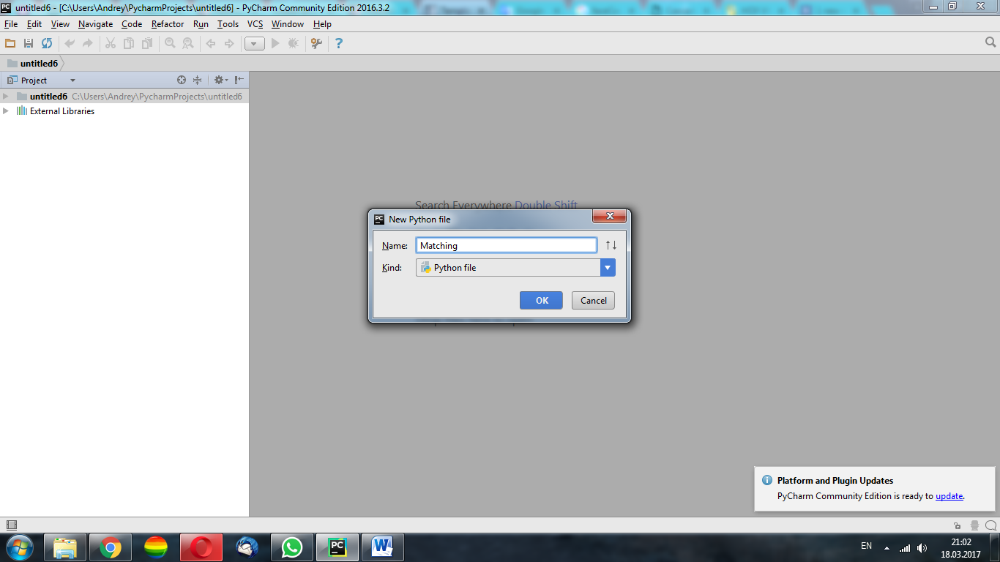 untitled6 - [C:\Users\Andrey\PycharmProjects\untitled6] - PyCharm Community Edition 2016.3.2
File Edit View Navigate Code Refactor Run Tools VCS Window Help
untitled6
Project
untitled6 C:\Users\Andrey\PycharmProjects\untitled6
External Libraries
Search Everywhere Double Shift
PC New Python file
Name: Matching
Kind: Python file
OK Cancel
Platform and Plugin Updates
PyCharm Community Edition is ready to update.
PC W EN 21:02
18.03.2017